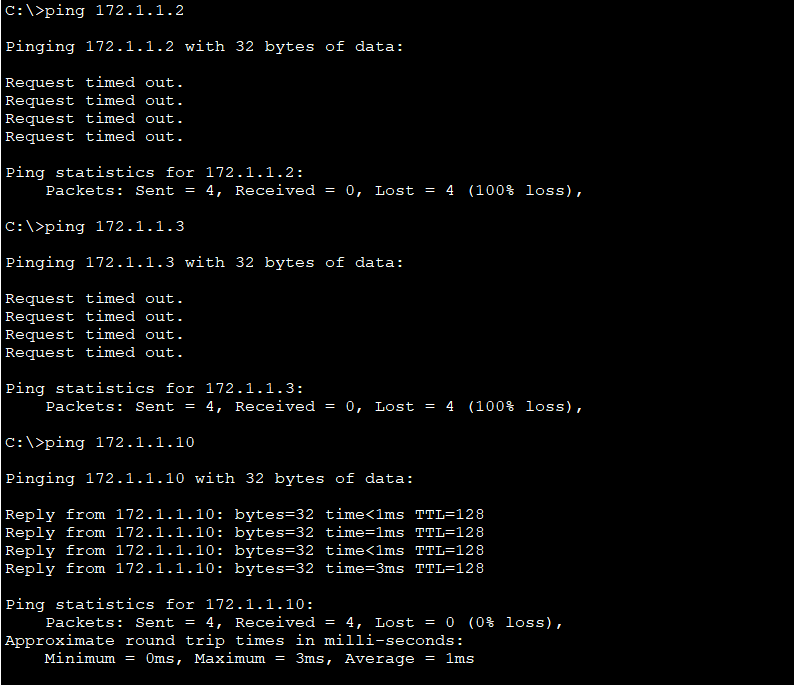 C:\>ping 172.1.1.2
Pinging 172.1.1.2 with 32 bytes of data:
Request timed out.
Request timed out.
Request timed out.
Request timed out.
Ping statistics for 172.1.1.2:
    Packets: Sent = 4, Received = 0, Lost = 4 (100% loss),
C:\>ping 172.1.1.3
Pinging 172.1.1.3 with 32 bytes of data:
Request timed out.
Request timed out.
Request timed out.
Request timed out.
Ping statistics for 172.1.1.3:
    Packets: Sent = 4, Received = 0, Lost = 4 (100% loss),
C:\>ping 172.1.1.10
Pinging 172.1.1.10 with 32 bytes of data:
Reply from 172.1.1.10: bytes=32 time<1ms TTL=128
Reply from 172.1.1.10: bytes=32 time=1ms TTL=128
Reply from 172.1.1.10: bytes=32 time<1ms TTL=128
Reply from 172.1.1.10: bytes=32 time=3ms TTL=128
Ping statistics for 172.1.1.10:
    Packets: Sent = 4, Received = 4, Lost = 0 (0% loss),
Approximate round trip times in milli-seconds:
    Minimum = 0ms, Maximum = 3ms, Average = 1ms